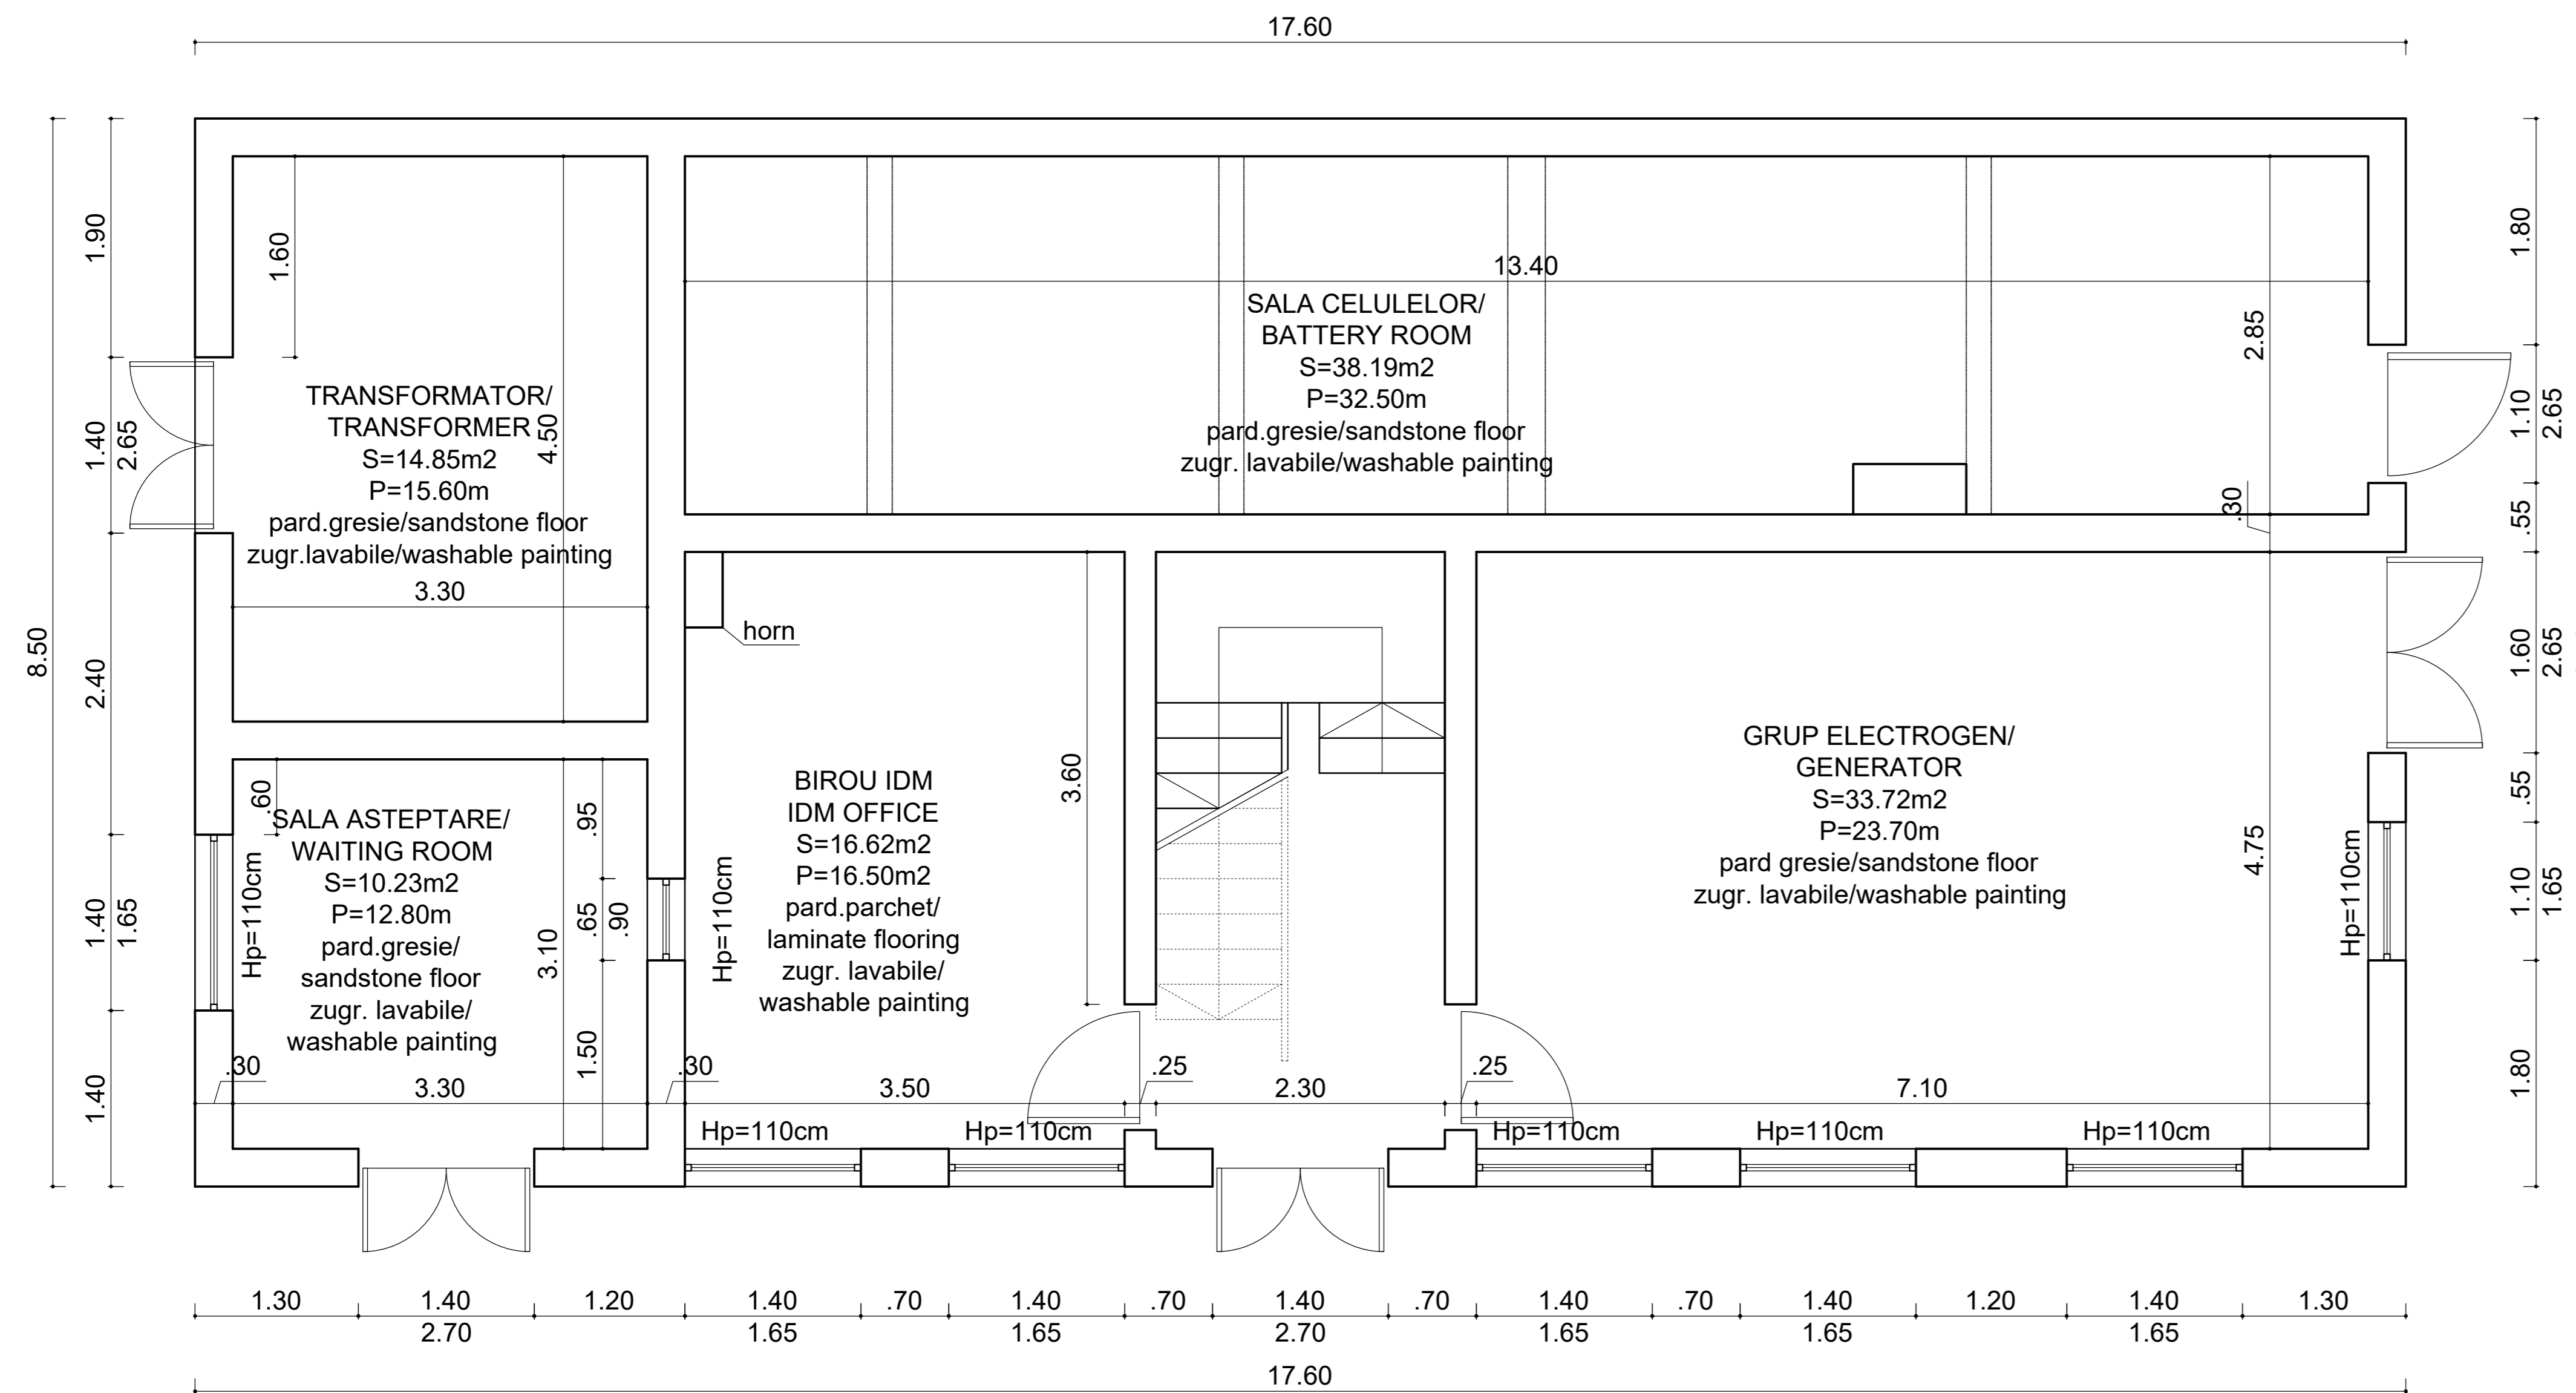 17.60
8.50
1.90
1.40
2.65
2.40
1.40
1.65
1.40
1.60
4.50
TRANSFORMATOR/
TRANSFORMER
S=14.85m2
P=15.60m
pard.gresie/sandstone floor
zugr.lavabile/washable painting
3.30
13.40
SALA CELULELOR/
BATTERY ROOM
S=38.19m2
P=32.50m
pard.gresie/sandstone floor
zugr. lavabile/washable painting
2.85
.30
1.80
1.10
2.65
.55
1.60
2.65
.55
1.10
1.65
1.80
horn
.60
SALA ASTEPTARE/
WAITING ROOM
S=10.23m2
P=12.80m
pard.gresie/
sandstone floor
zugr. lavabile/
washable painting
Hp=110cm
.95
.65
.90
3.10
1.50
Hp=110cm
BIROU IDM
IDM OFFICE
S=16.62m2
P=16.50m2
pard.parchet/
laminate flooring
zugr. lavabile/
washable painting
3.60
GRUP ELECTROGEN/
GENERATOR
S=33.72m2
P=23.70m
pard gresie/sandstone floor
zugr. lavabile/washable painting
4.75
Hp=110cm
.30
3.30
.30
3.50
.25
2.30
.25
7.10
Hp=110cm
Hp=110cm
Hp=110cm
Hp=110cm
Hp=110cm
1.30 1.40 1.20 1.40 .70 1.40 .70 1.40 .70 1.40 .70 1.40 1.20 1.40 1.30
2.70 1.65 1.65 2.70 1.65 1.65 1.65
17.60